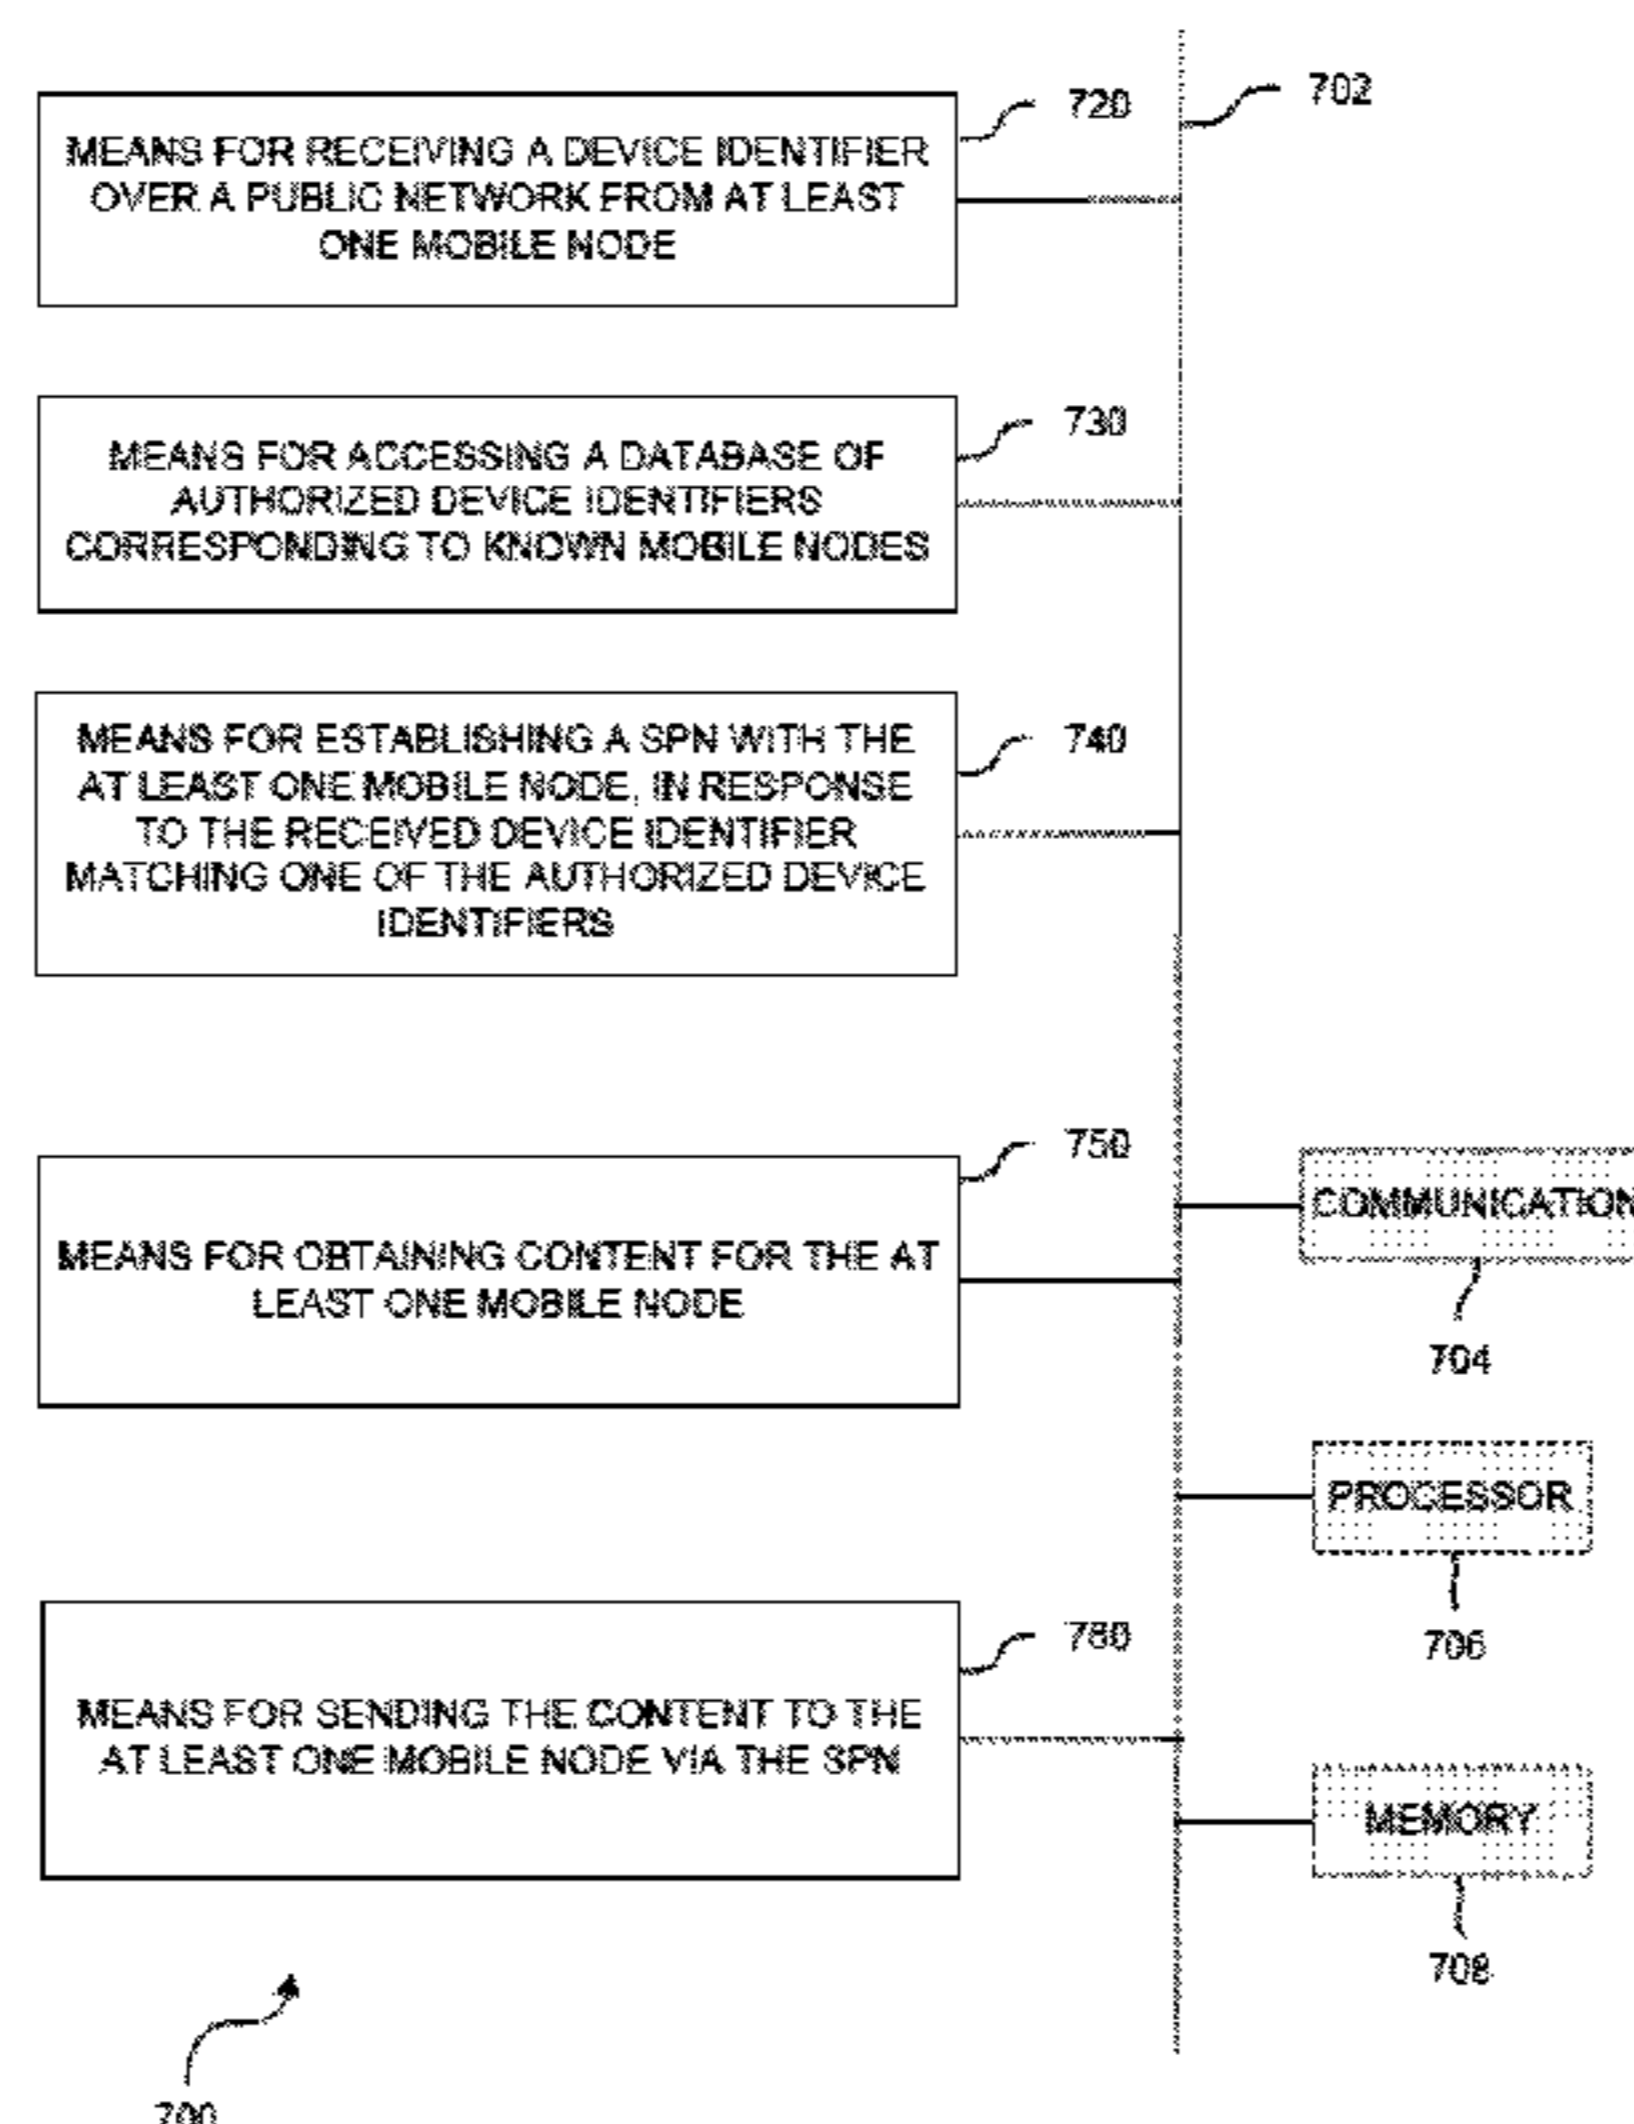 702
720
MEANS FOR RECEIVING A DEVICE IDENTIFIER
OVER A PUBLIC NETWORK FROM AT LEAST
ONE MOBILE NODE
730
MEANS FOR ACCESSING A DATABASE OF
AUTHORIZED DEVICE IDENTIFIERS
CORRESPONDING TO KNOWN MOBILE NODES
740
MEANS FOR ESTABLISHING A SPN WITH THE
AT LEAST ONE MOBILE NODE, IN RESPONSE
TO THE RECEIVED DEVICE IDENTIFIER
MATCHING ONE OF THE AUTHORIZED DEVICE
IDENTIFIERS
750
MEANS FOR OBTAINING CONTENT FOR THE AT
LEAST ONE MOBILE NODE
COMMUNICATION
704
PROCESSOR
706
MEANS FOR SENDING THE CONTENT TO THE
AT LEAST ONE MOBILE NODE VIA THE SPN
MEMORY
708
700